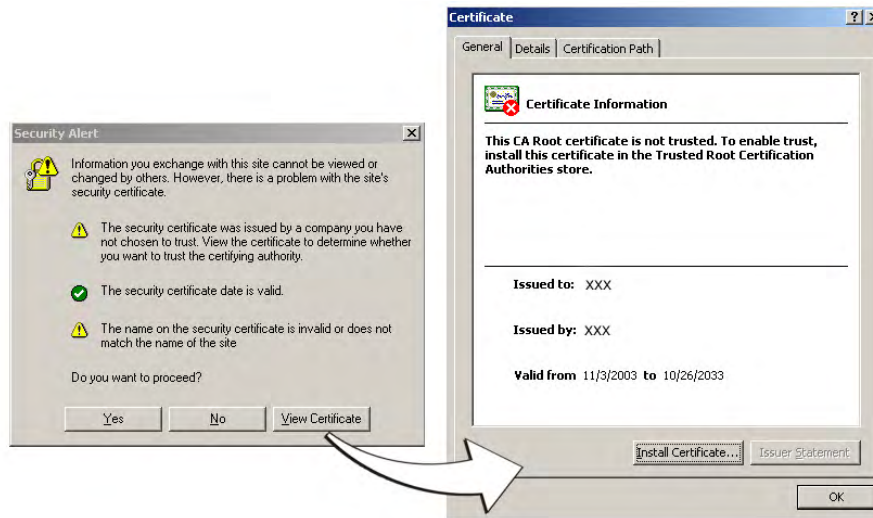 Security Alert
Information you exchange with this site cannot be viewed or
changed by others. However, there is a problem with the site's
security certificate.
The security certificate was issued by a company you have
not chosen to trust. View the certificate to determine whether
you want to trust the certifying authority.
The security certificate date is valid.
The name on the security certificate is invalid or does not
match the name of the site
Do you want to proceed?
Yes No View Certificate
Certificate
General Details Certification Path
Certificate Information
This CA Root certificate is not trusted. To enable trust,
install this certificate in the Trusted Root Certification
Authorities store.
Issued to: XXX
Issued by: XXX
Valid from 11/3/2003 to 10/26/2033
Install Certificate... Issuer Statement
OK